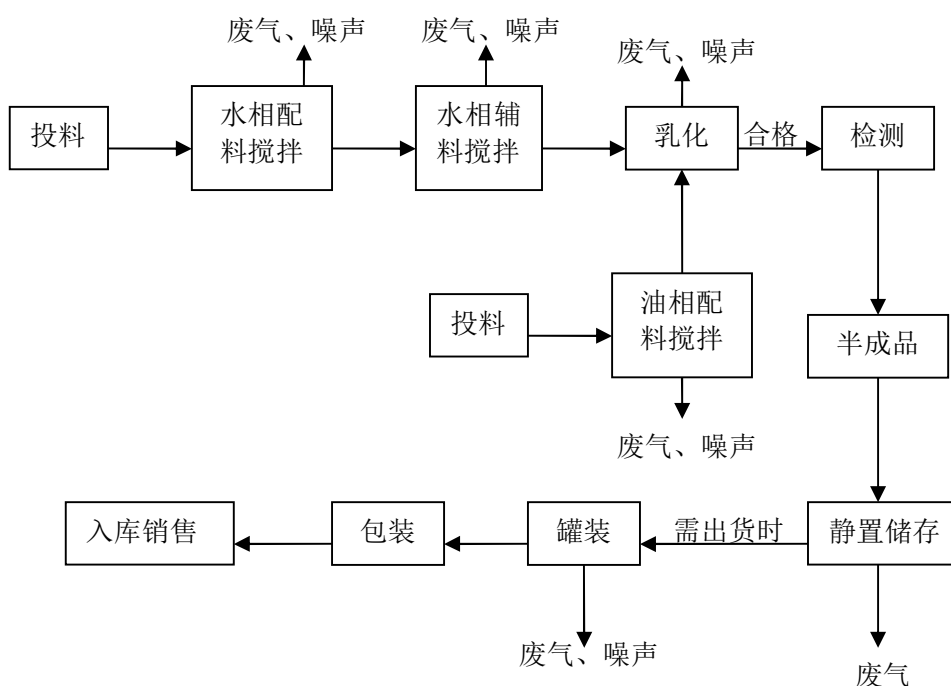 废气、噪声
废气、噪声
废气、噪声
投料
水相配
料搅拌
水相辅
料搅拌
乳化
合格
检测
投料
油相配
料搅拌
半成品
废气、噪声
入库销售
包装
罐装
需出货时
静置储存
废气、噪声
废气